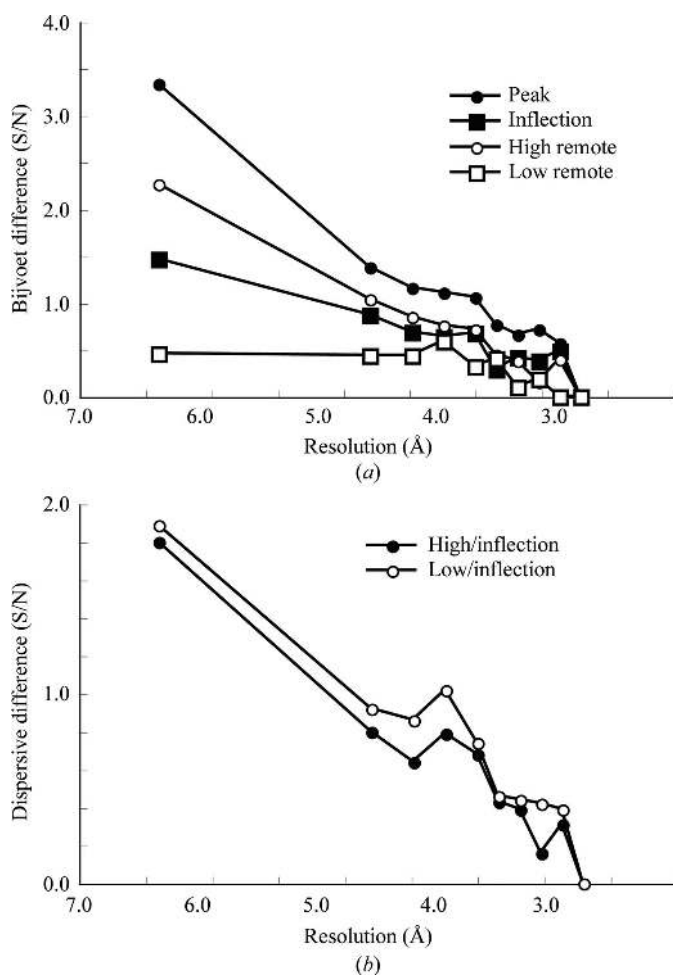 4.0
3.0
2.0
1.0
0.0
Bijvoet difference (S/N)
Peak
Inflection
High remote
Low remote
7.0 6.0 5.0 4.0 3.0
Resolution (Å)
(a)
2.0
1.0
0.0
Dispersive difference (S/N)
High/inflection
Low/inflection
7.0 6.0 5.0 4.0 3.0
Resolution (Å)
(b)